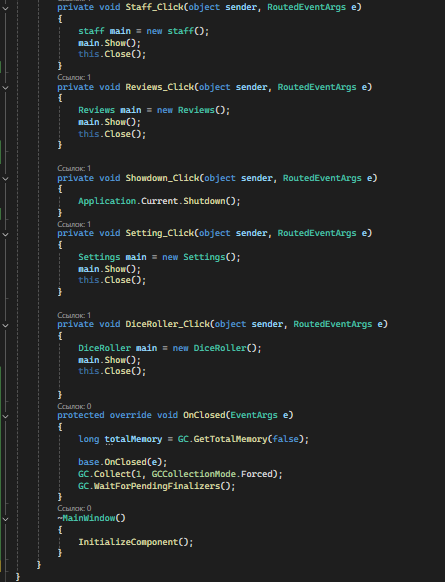 private void Staff_Click(object sender, RoutedEventArgs e)
{
staff main = new staff();
main.Show();
this.Close();
}
Ссылок: 1
private void Reviews_Click(object sender, RoutedEventArgs e)
{
Reviews main = new Reviews();
main.Show();
this.Close();
}
Ссылок: 1
private void Showdown_Click(object sender, RoutedEventArgs e)
{
Application.Current.Shutdown();
}
Ссылок: 1
private void Setting_Click(object sender, RoutedEventArgs e)
{
Settings main = new Settings();
main.Show();
this.Close();
}
Ссылок: 1
private void DiceRoller_Click(object sender, RoutedEventArgs e)
{
DiceRoller main = new DiceRoller();
main.Show();
this.Close();
}
Ссылок: 0
protected override void OnClosed(EventArgs e)
{
long totalMemory = GC.GetTotalMemory(false);
base.OnClosed(e);
GC.Collect(1, GCCollectionMode.Forced);
GC.WaitForPendingFinalizers();
}
Ссылок: 0
~MainWindow()
{
InitializeComponent();
}
}
}